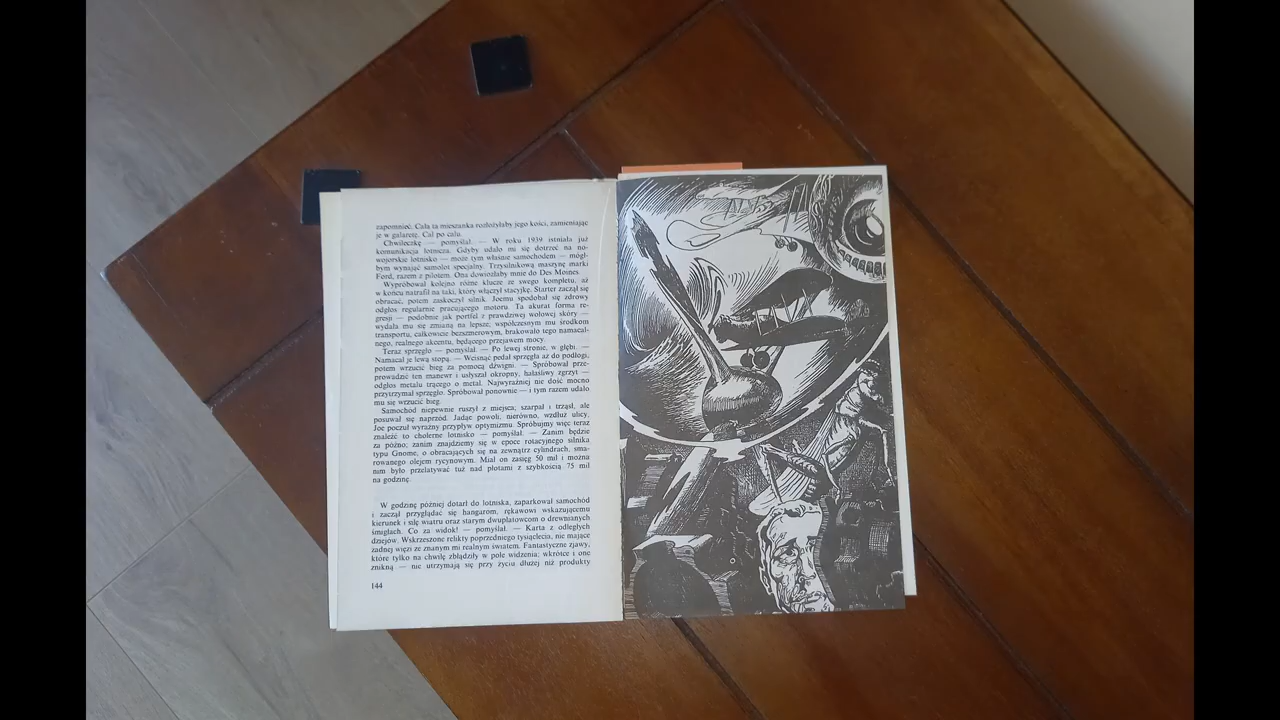 zapomnieć. Cała ta mieszanka rozłożyłaby jego kości, zamieniając
je w galaretę. Cal po calu.
Chwileczkę — pomyślał. — W roku 1939 istniała już
komunikacja lotnicza. Gdyby udało mi się dotrzeć na no-
wojorskie lotnisko — może tym właśnie samochodem — mógł-
bym wynająć samolot specjalny. Trzysilnikową maszynę marki
Ford, razem z pilotem. Ona dowiozłaby mnie do Des Moines.
Wypróbował kolejno różne klucze ze swego kompletu, aż
w końcu natrafił na taki, który włączył stacyjkę. Starter zaczął się
obracać, potem zaskoczył silnik. Joemu spodobał się zdrowy
odgłos regularnie pracującego motoru. Ta akurat forma re-
gresji — podobnie jak portfel z prawdziwej wołowej skóry —
wydała mu się zmianą na lepsze; współczesnym mu środkom
transportu, całkowicie bezszmerowym, brakowało tego namacal-
nego, realnego akcentu, będącego przejawem mocy.
Teraz sprzęgło — pomyślał. — Po lewej stronie, w głębi. —
Namacał je lewą stopą. — Wcisnąć pedał sprzęgła aż do podłogi,
potem wrzucić bieg za pomocą dźwigni. — Spróbował prze-
prowadzić ten manewr i usłyszał okropny, hałaśliwy zgrzyt —
odgłos metalu trącego o metal. Najwyraźniej nie dość mocno
przytrzymał sprzęgło. Spróbował ponownie — i tym razem udało
mu się wrzucić bieg.
Samochód niepewnie ruszył z miejsca, szarpał i trząsł, ale
posuwał się naprzód. Jadąc powoli, nierówno, wzdłuż ulicy,
Joe poczuł wyraźny przypływ optymizmu. Spróbujmy więc teraz
znaleźć to cholerne lotnisko — pomyślał. — Zanim będzie
za późno; zanim znajdziemy się w epoce rotacyjnego silnika
typu Gnome, o obracających się na zewnątrz cylindrach, sma-
rowanego olejem rycynowym. Miał on zasięg 50 mil i można
nim było przelatywać tuż nad płotami z szybkością 75 mil
na godzinę.
W godzinę później dotarł do lotniska, zaparkował samochód
i zaczął przyglądać się hangarom, rękawowi wskazującemu
kierunek i siłę wiatru oraz starym dwupłatowcom o drewnianych
śmigłach. Co za widok! — pomyślał. — Karta z odległych
dziejów. Wskrzeszone relikty poprzedniego tysiąclecia, nie mające
żadnej więzi ze znanym mi realnym światem. Fantastyczne zjawy,
które tylko na chwilę zbłądziły w pole widzenia; wkrótce i one
znikną — nie utrzymają się przy życiu dłużej niż produkty
144